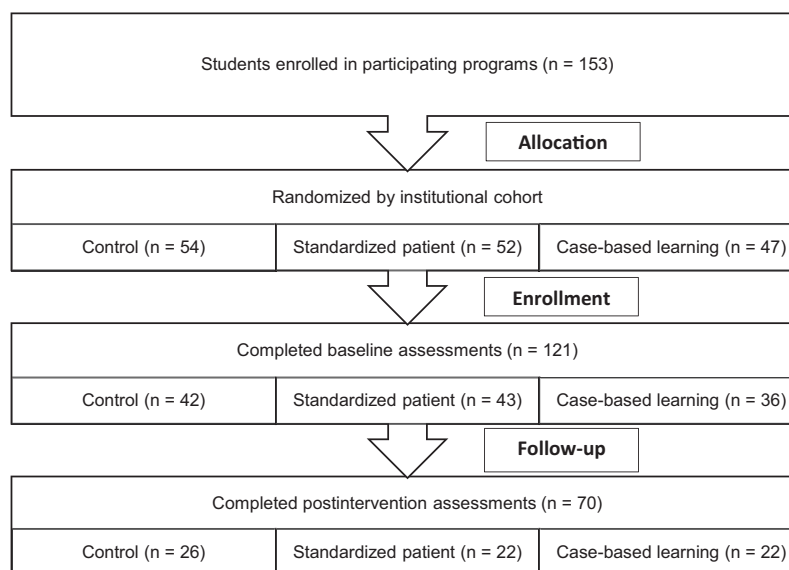 Students enrolled in participating programs (n = 153)
Allocation
Randomized by institutional cohort
Control (n = 54) Standardized patient (n = 52) Case-based learning (n = 47)
Enrollment
Completed baseline assessments (n = 121)
Control (n = 42) Standardized patient (n = 43) Case-based learning (n = 36)
Follow-up
Completed postintervention assessments (n = 70)
Control (n = 26) Standardized patient (n = 22) Case-based learning (n = 22)